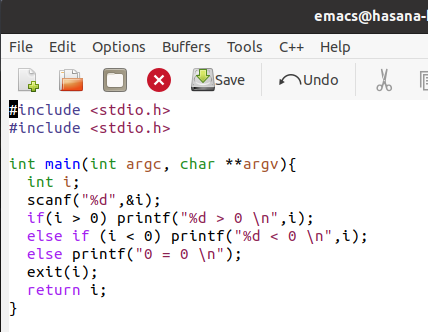 emacs@hasana-
File Edit Options Buffers Tools C++ Help
Save Undo
#include <stdio.h>
#include <stdio.h>
int main(int argc, char **argv){
int i;
scanf("%d",&i);
if(i > 0) printf("%d > 0 \n",i);
else if (i < 0) printf("%d < 0 \n",i);
else printf("0 = 0 \n");
exit(i);
return i;
}